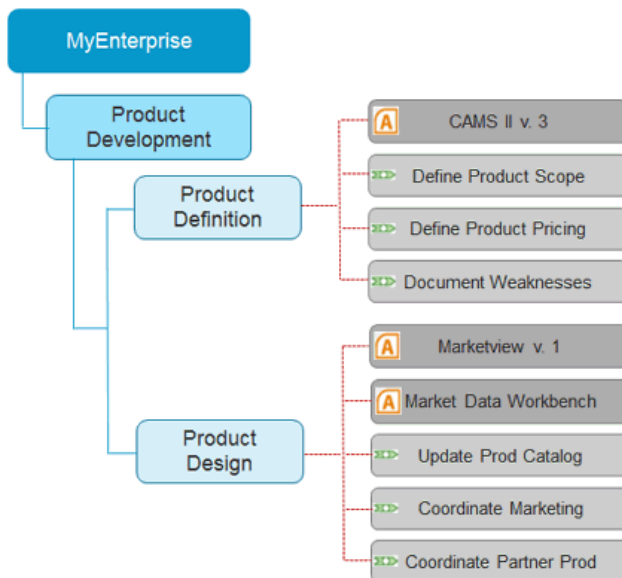 MyEnterprise
Product
Development
Product
Definition
A CAMS II v. 3
Define Product Scope
Define Product Pricing
Document Weaknesses
Product
Design
A Marketview v. 1
A Market Data Workbench
Update Prod Catalog
Coordinate Marketing
Coordinate Partner Prod